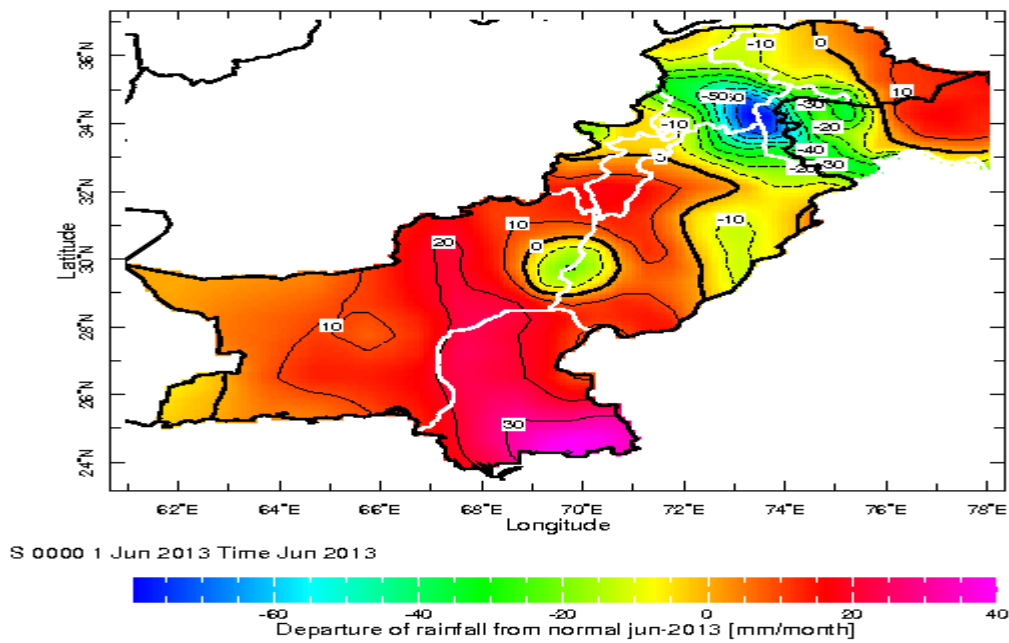 36°N
34°N
32°N
30°N
28°N
26°N
24°N
Latitude
-10
0
10
-50
-30
-20
-10
-40
-20
-30
0
-10
10
20
0
10
30
62°E 64°E 66°E 68°E 70°E 72°E 74°E 76°E 78°E
Longitude
S 0000 1 Jun 2013 Time Jun 2013
-60 -40 -20 0 20 40
Departure of rainfall from normal jun-2013 [mm/month]